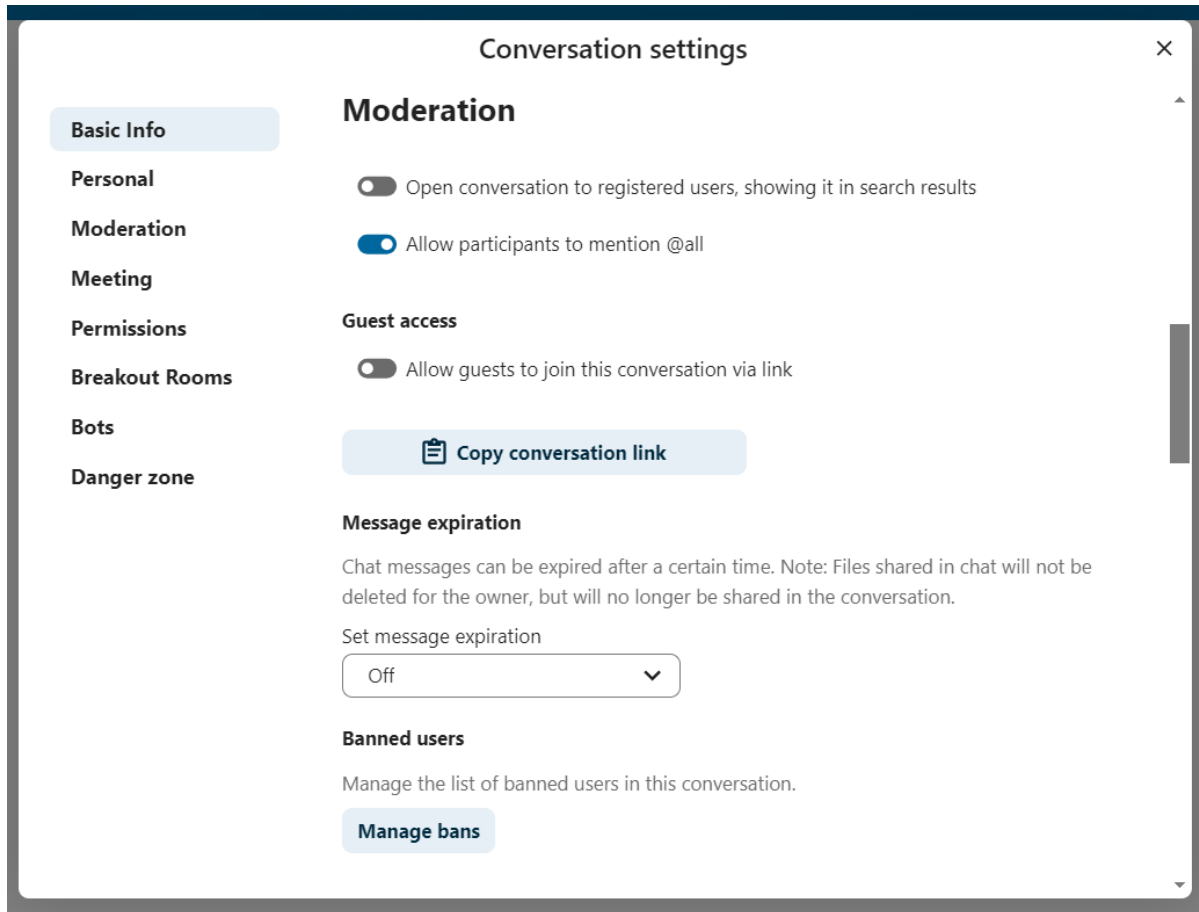 Conversation settings
Basic Info
Personal
Moderation
Meeting
Permissions
Breakout Rooms
Bots
Danger zone
Moderation
Open conversation to registered users, showing it in search results
Allow participants to mention @all
Guest access
Allow guests to join this conversation via link
Copy conversation link
Message expiration
Chat messages can be expired after a certain time. Note: Files shared in chat will not be
deleted for the owner, but will no longer be shared in the conversation.
Set message expiration
Off
Banned users
Manage the list of banned users in this conversation.
Manage bans